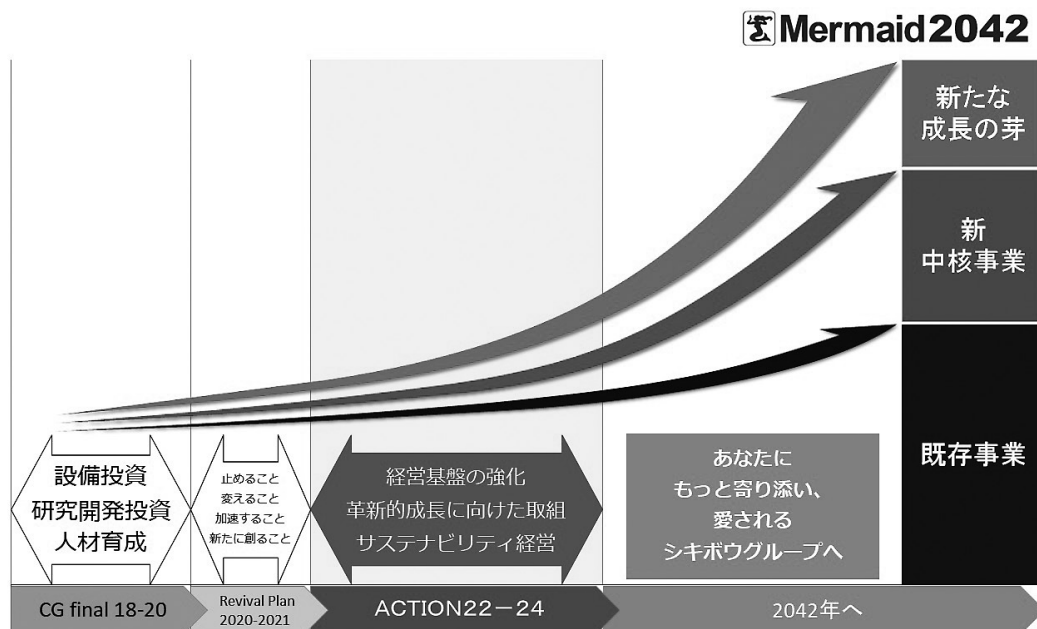 Mermaid2042
新たな
成長の芽
新
中核事業
既存事業
設備投資
研究開発投資
人材育成
止めること
変えること
加速すること
新たに創ること
経営基盤の強化
革新的成長に向けた取組
サステナビリティ経営
あなたに
もっと寄り添い、
愛される
シキボウグループへ
CG final 18-20
Revival Plan
2020-2021
ACTION22－24
2042年へ